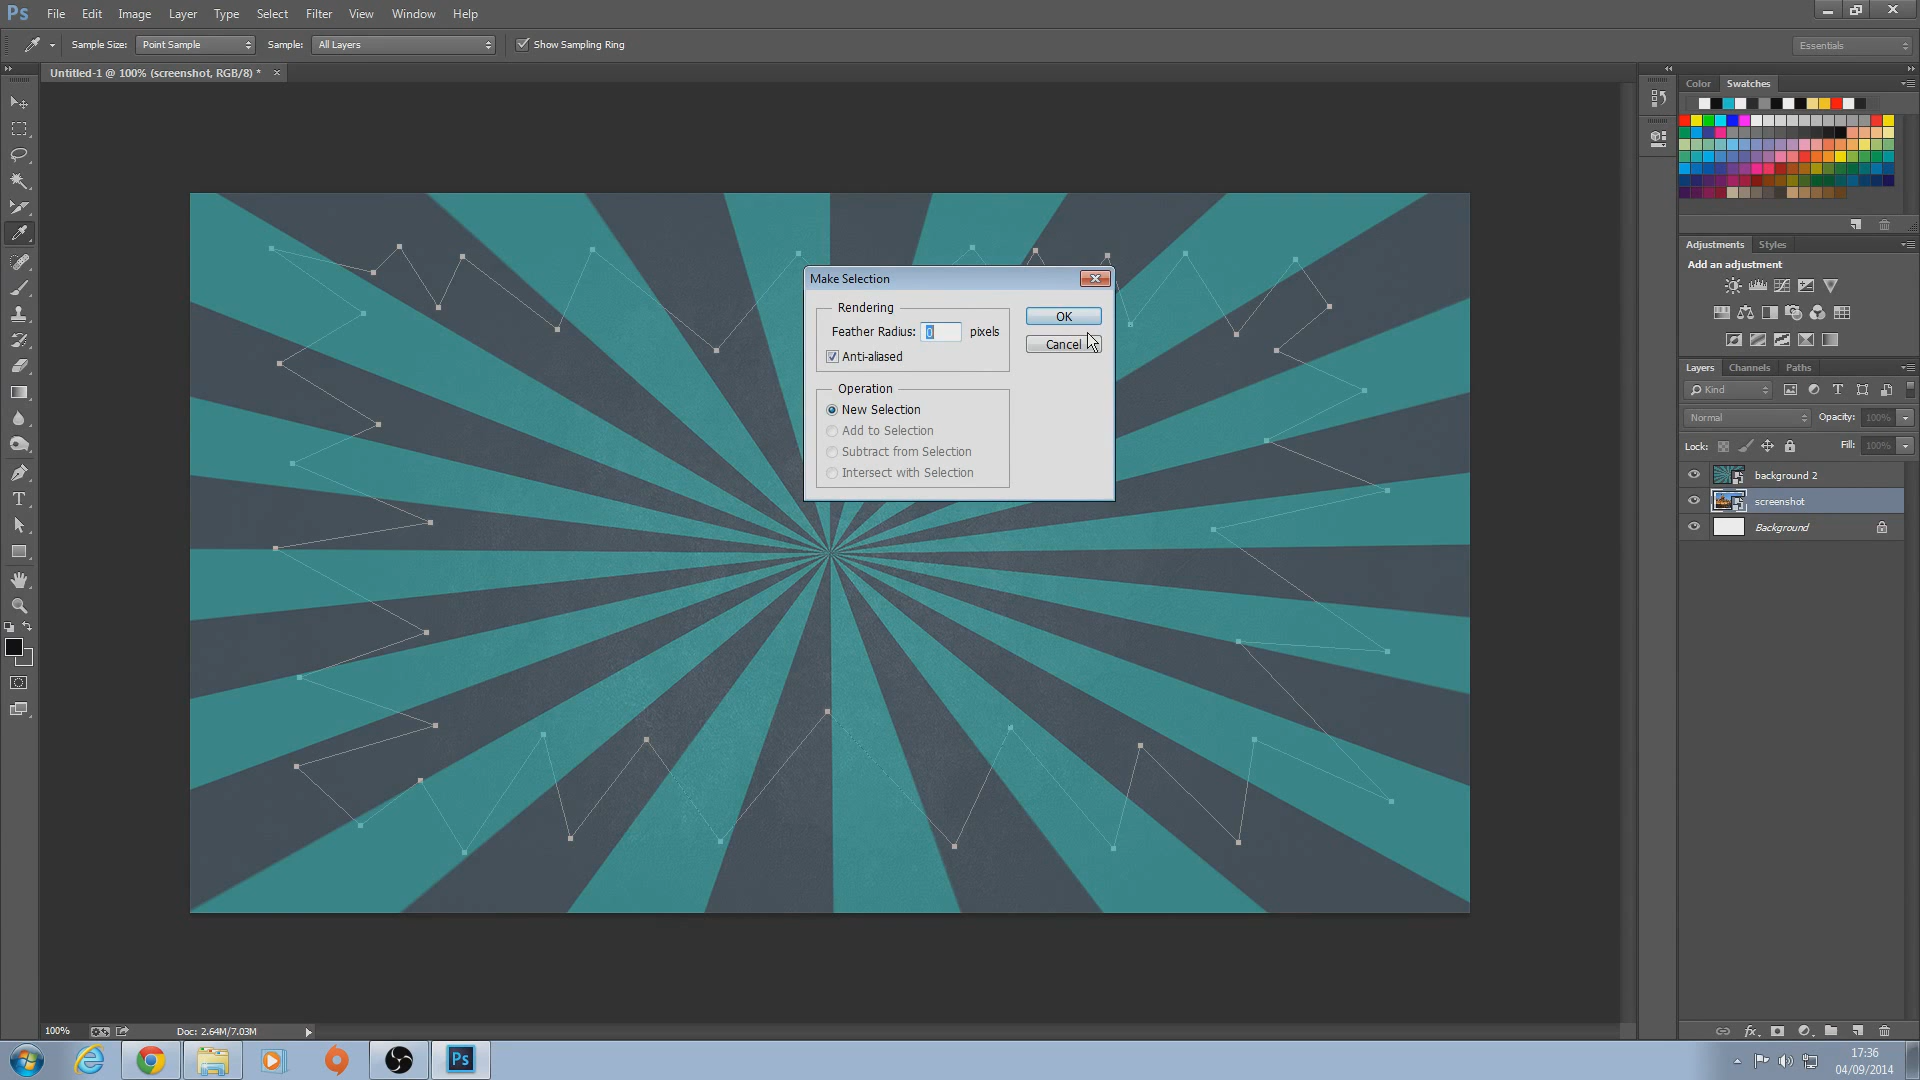 Ps File Edit Image Layer Type Select Filter View Window Help
Sample Size: Point Sample Sample: All Layers Show Sampling Ring Essentials
Untitled-1 @ 100% (screenshot, RGB/8) *
Color Swatches
Adjustments Styles
Add an adjustment
Make Selection
Rendering
Feather Radius: 0 pixels
Anti-aliased
OK
Cancel
Operation
New Selection
Add to Selection
Subtract from Selection
Intersect with Selection
Layers Channels Paths
Kind
Normal Opacity: 100%
Lock: Fill: 100%
background 2
screenshot
Background
100% Doc: 2.64M/7.03M
Ps
17:36
04/09/2014